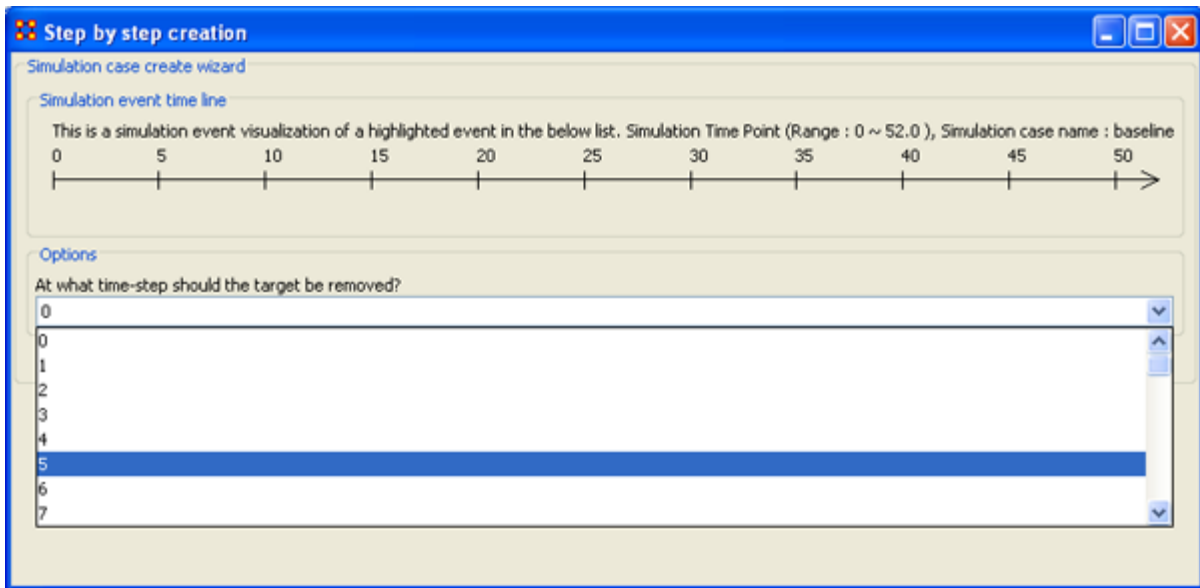 Step by step creation
Simulation case create wizard
Simulation event time line
This is a simulation event visualization of a highlighted event in the below list. Simulation Time Point (Range : 0 ~ 52.0 ), Simulation case name : baseline
0 5 10 15 20 25 30 35 40 45 50
Options
At what time-step should the target be removed?
0
0
1
2
3
4
5
6
7